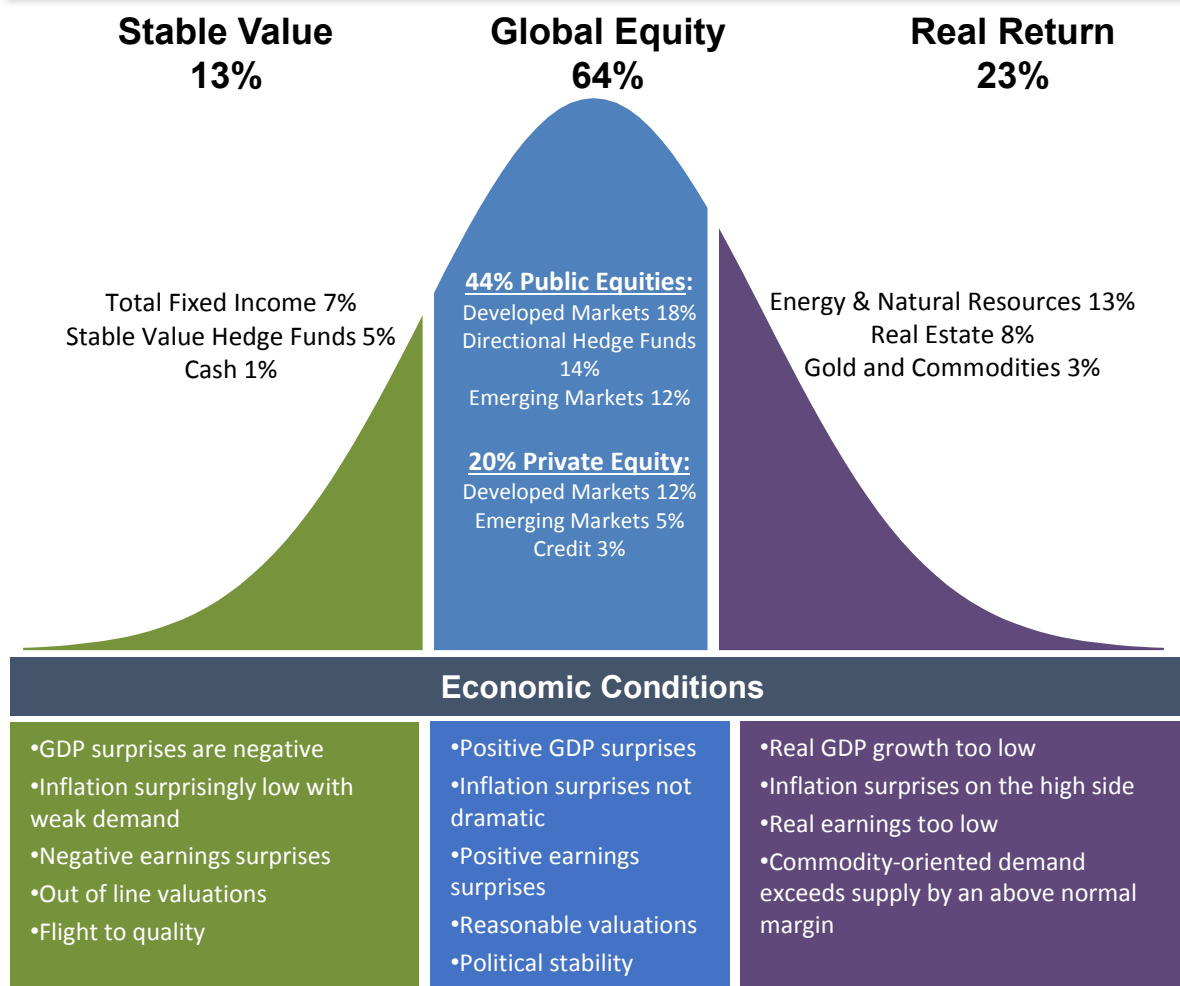 Stable Value
13%
Global Equity
64%
Real Return
23%
Total Fixed Income 7%
Stable Value Hedge Funds 5%
Cash 1%
44% Public Equities:
Developed Markets 18%
Directional Hedge Funds
14%
Emerging Markets 12%
20% Private Equity:
Developed Markets 12%
Emerging Markets 5%
Credit 3%
Energy & Natural Resources 13%
Real Estate 8%
Gold and Commodities 3%
Economic Conditions
•GDP surprises are negative
•Inflation surprisingly low with
weak demand
•Negative earnings surprises
•Out of line valuations
•Flight to quality
•Positive GDP surprises
•Inflation surprises not
dramatic
•Positive earnings
surprises
•Reasonable valuations
•Political stability
•Real GDP growth too low
•Inflation surprises on the high side
•Real earnings too low
•Commodity-oriented demand
exceeds supply by an above normal
margin